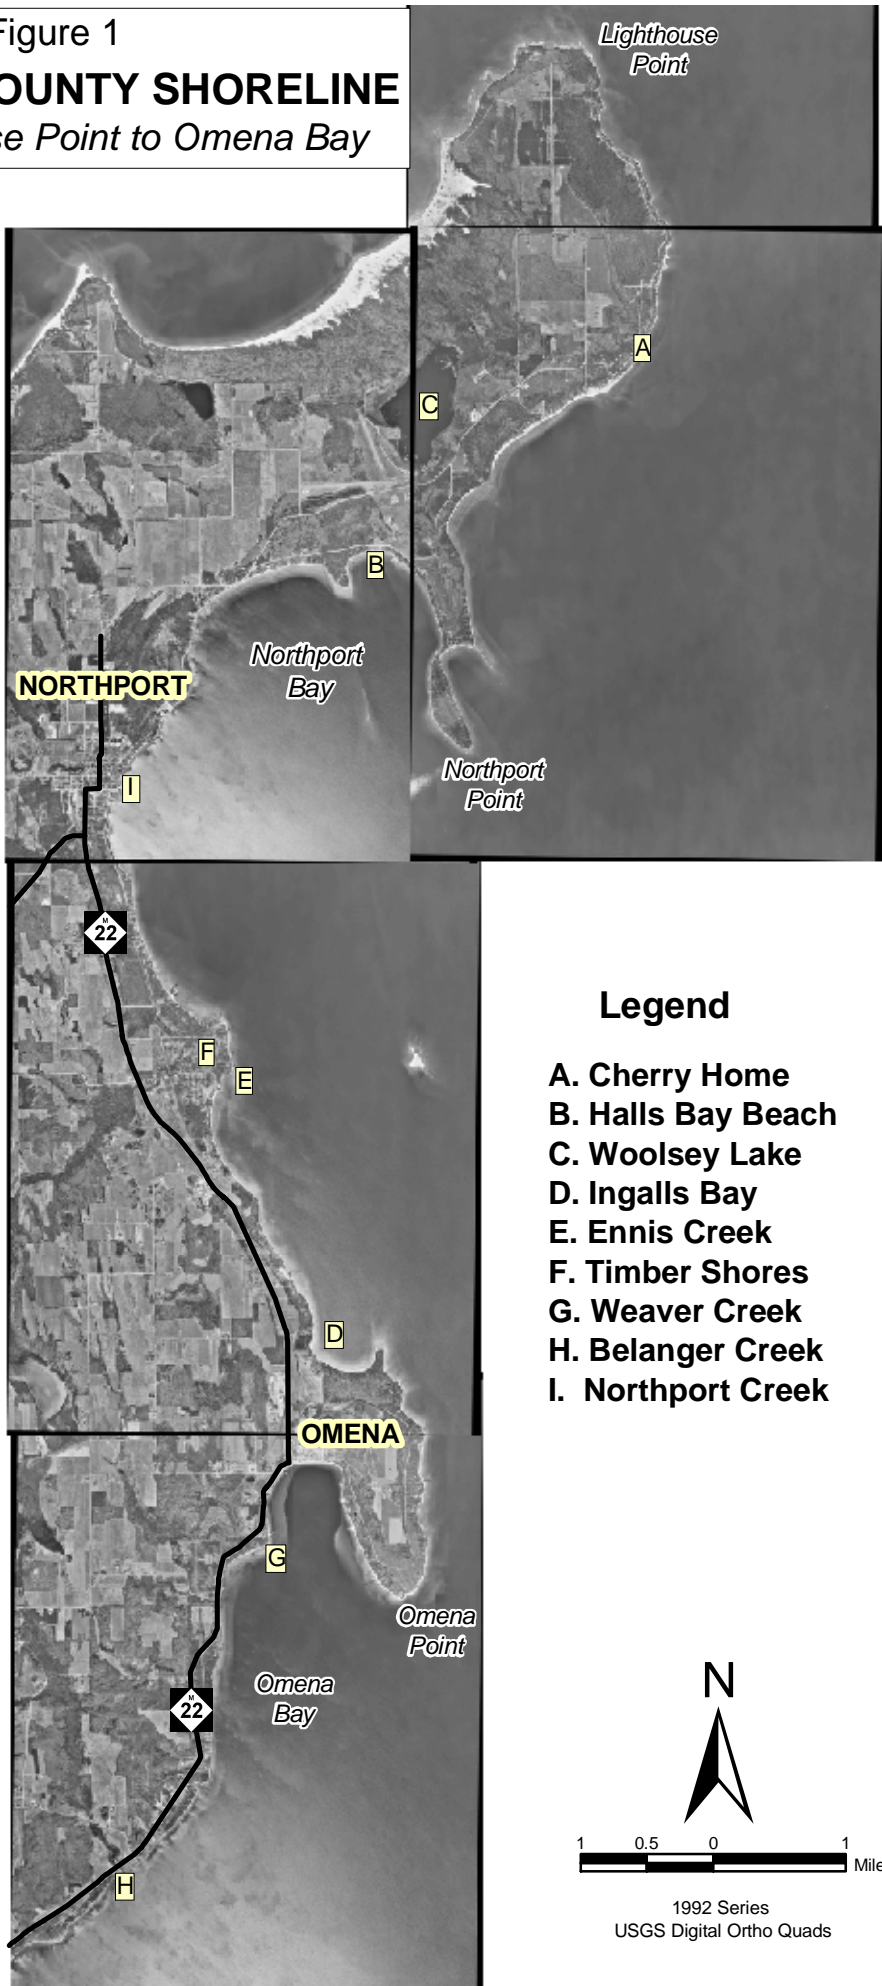 Figure 1
OUNTY SHORELINE
se Point to Omena Bay
Lighthouse
Point
A
C
B
Northport
Bay
NORTHPORT
Northport
Point
I
M
22
F
E
Legend
A. Cherry Home
B. Halls Bay Beach
C. Woolsey Lake
D. Ingalls Bay
E. Ennis Creek
F. Timber Shores
G. Weaver Creek
H. Belanger Creek
I. Northport Creek
D
OMENA
G
Omena
Point
Omena
Bay
M
22
N
1 0.5 0 1
Mile
H
1992 Series
USGS Digital Ortho Quads